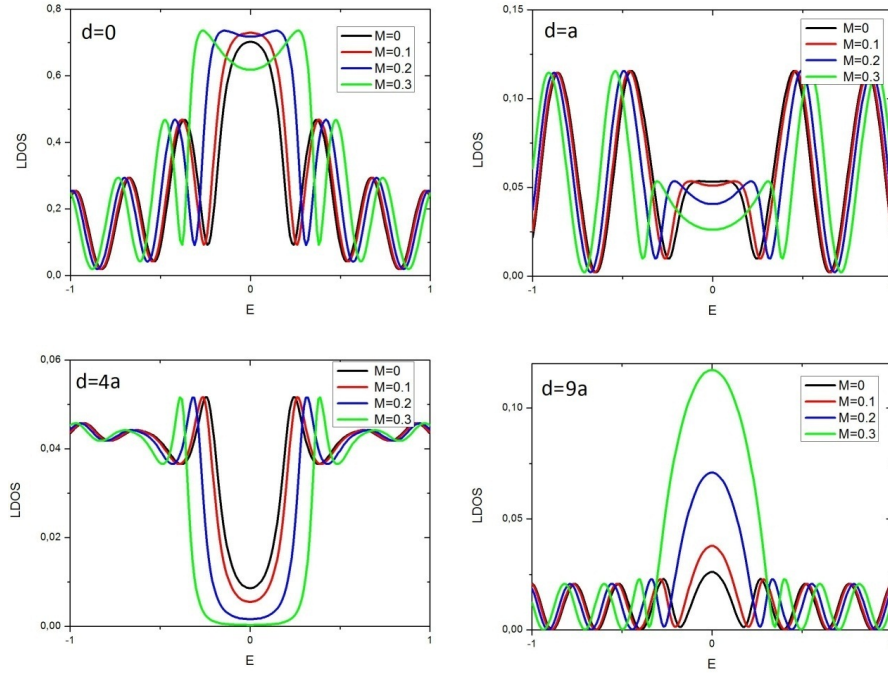 d=0
M=0
M=0.1
M=0.2
M=0.3
0,8
0,6
0,4
0,2
0,0
LDOS
-1
0
1
E
d=a
M=0
M=0.1
M=0.2
M=0.3
0,15
0,10
0,05
0,00
LDOS
-1
0
E
d=4a
M=0
M=0.1
M=0.2
M=0.3
0,06
0,04
0,02
0,00
LDOS
-1
0
1
E
d=9a
M=0
M=0.1
M=0.2
M=0.3
0,10
0,05
0,00
LDOS
-1
0
E